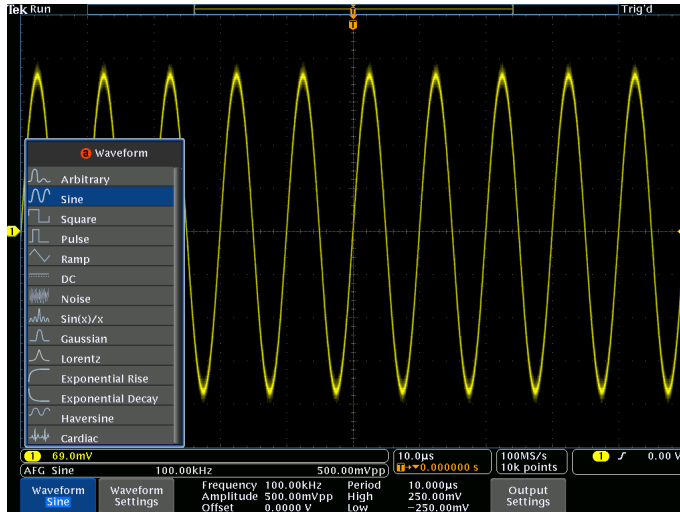 Tek Run
Trig'd
T
T
a Waveform
Arbitrary
Sine
Square
Pulse
Ramp
DC
Noise
Sin(x)/x
Gaussian
Lorentz
Exponential Rise
Exponential Decay
Haversine
Cardiac
1
1 69.0mV
AFG Sine 100.00kHz 500.00mVpp
10.0µs
T→▼0.000000 s
100MS/s
10k points
1 0.00 V
Waveform
Sine
Waveform
Settings
Frequency 100.00kHz Period 10.000µs
Amplitude 500.00mVpp High 250.00mV
Offset 0.0000 V Low −250.00mV
Output
Settings